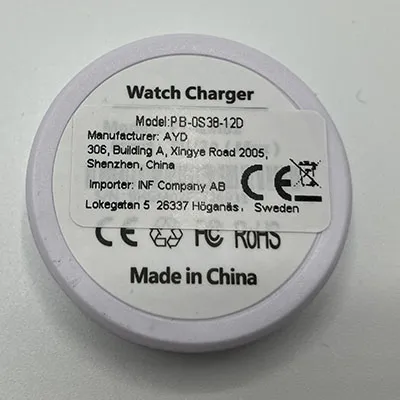 Watch Charger
Model:PB-0S38-12D
Manufacturer: AYD
306, Building A, Xingye Road 2005,
Shenzhen, China
Importer: INF Company AB
Lokegatan 5 26337 Höganäs, Sweden
CE
CE FC RoHS
Made in China